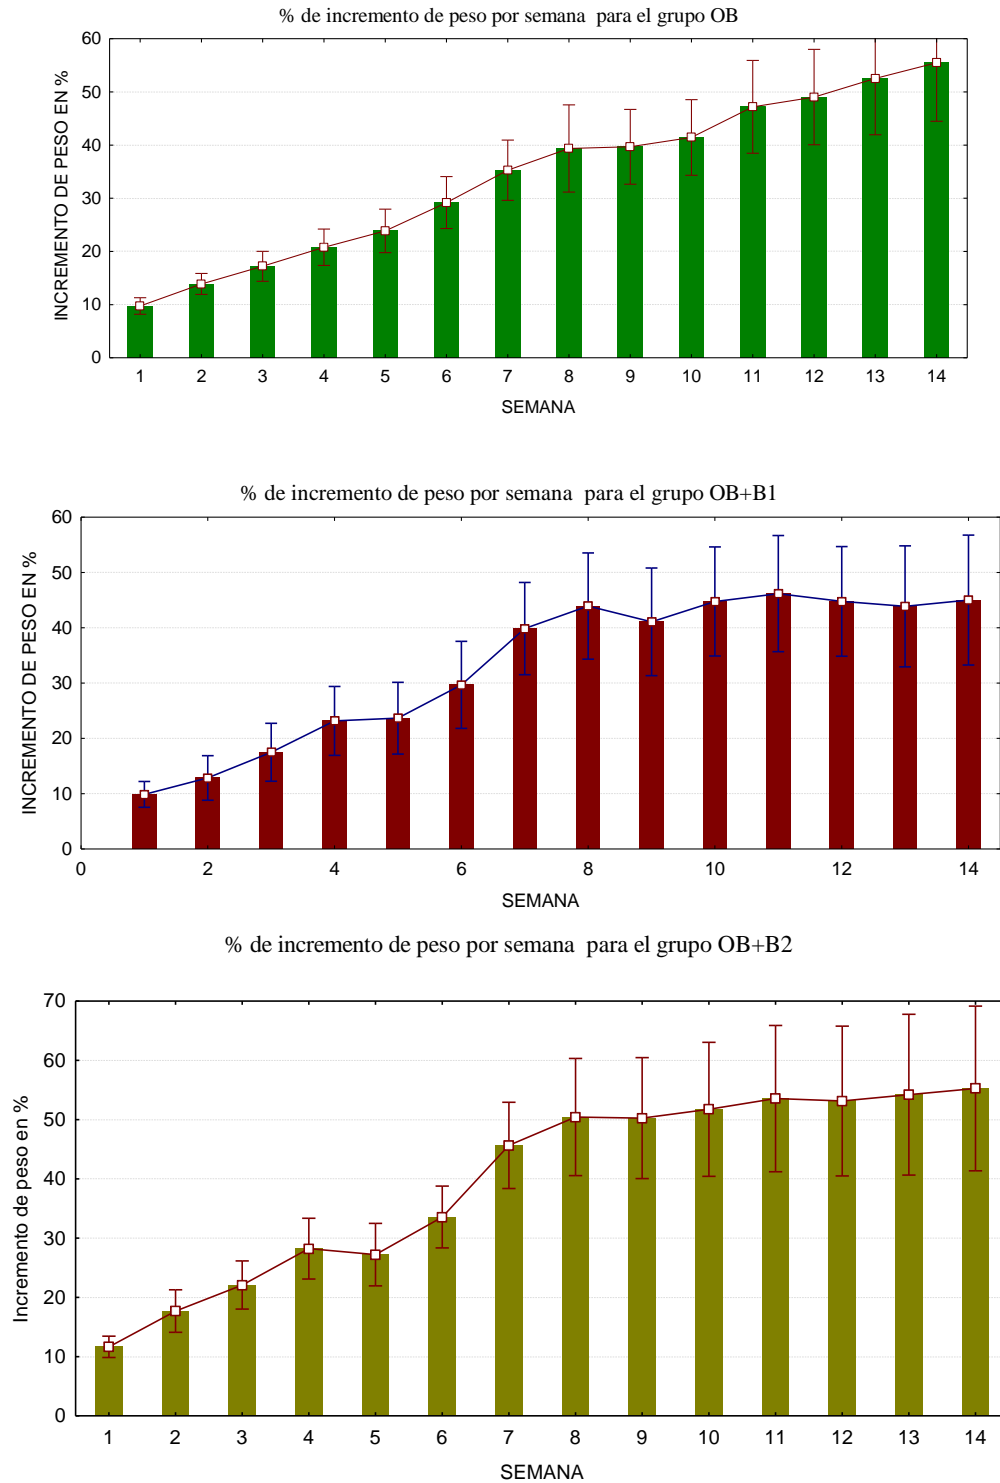 % de incremento de peso por semana para el grupo OB
INCREMENTO DE PESO EN %
60
50
40
30
20
10
0
1 2 3 4 5 6 7 8 9 10 11 12 13 14
SEMANA
% de incremento de peso por semana para el grupo OB+B1
INCREMENTO DE PESO EN %
60
50
40
30
20
10
0
0 2 4 6 8 10 12 14
SEMANA
% de incremento de peso por semana para el grupo OB+B2
Incremento de peso en %
70
60
50
40
30
20
10
0
1 2 3 4 5 6 7 8 9 10 11 12 13 14
SEMANA